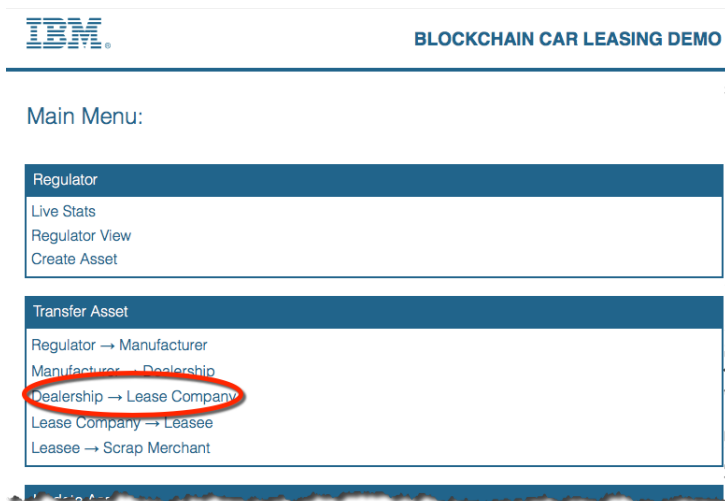 IBM®
BLOCKCHAIN CAR LEASING DEMO
Main Menu:
Regulator
Live Stats
Regulator View
Create Asset
Transfer Asset
Regulator → Manufacturer
Manufacturer → Dealership
Dealership → Lease Company
Lease Company → Leasee
Leasee → Scrap Merchant